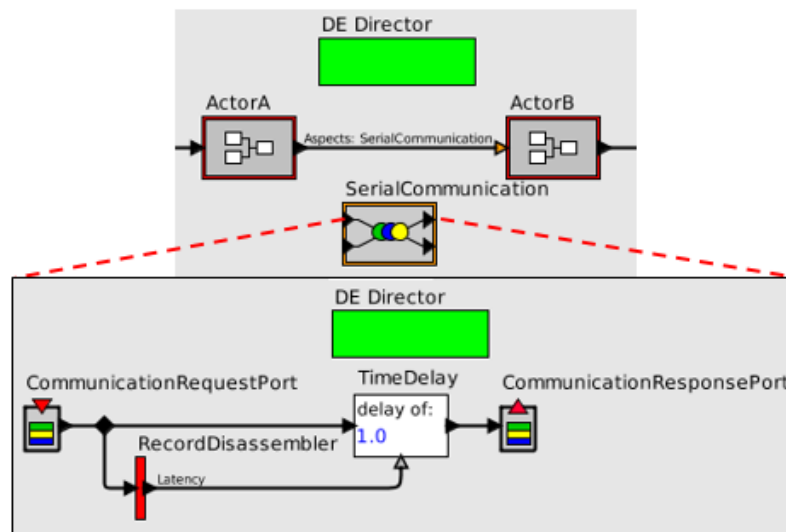 DE Director
ActorA
ActorB
Aspects: SerialCommunication
SerialCommunication
DE Director
CommunicationRequestPort
TimeDelay
CommunicationResponsePort
delay of:
1.0
RecordDisassembler
Latency